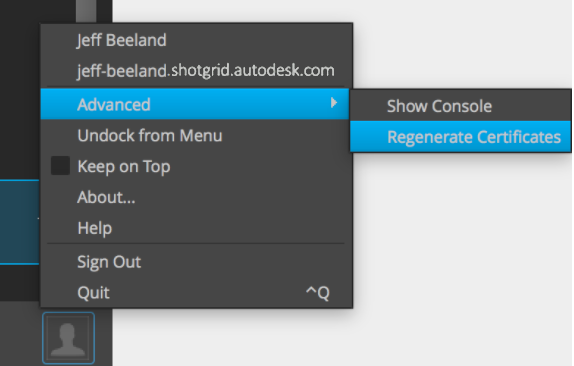 Jeff Beeland
jeff-beeland.shotgrid.autodesk.com
Advanced
Show Console
Undock from Menu
Regenerate Certificates
Keep on Top
About...
Help
Sign Out
Quit ^Q